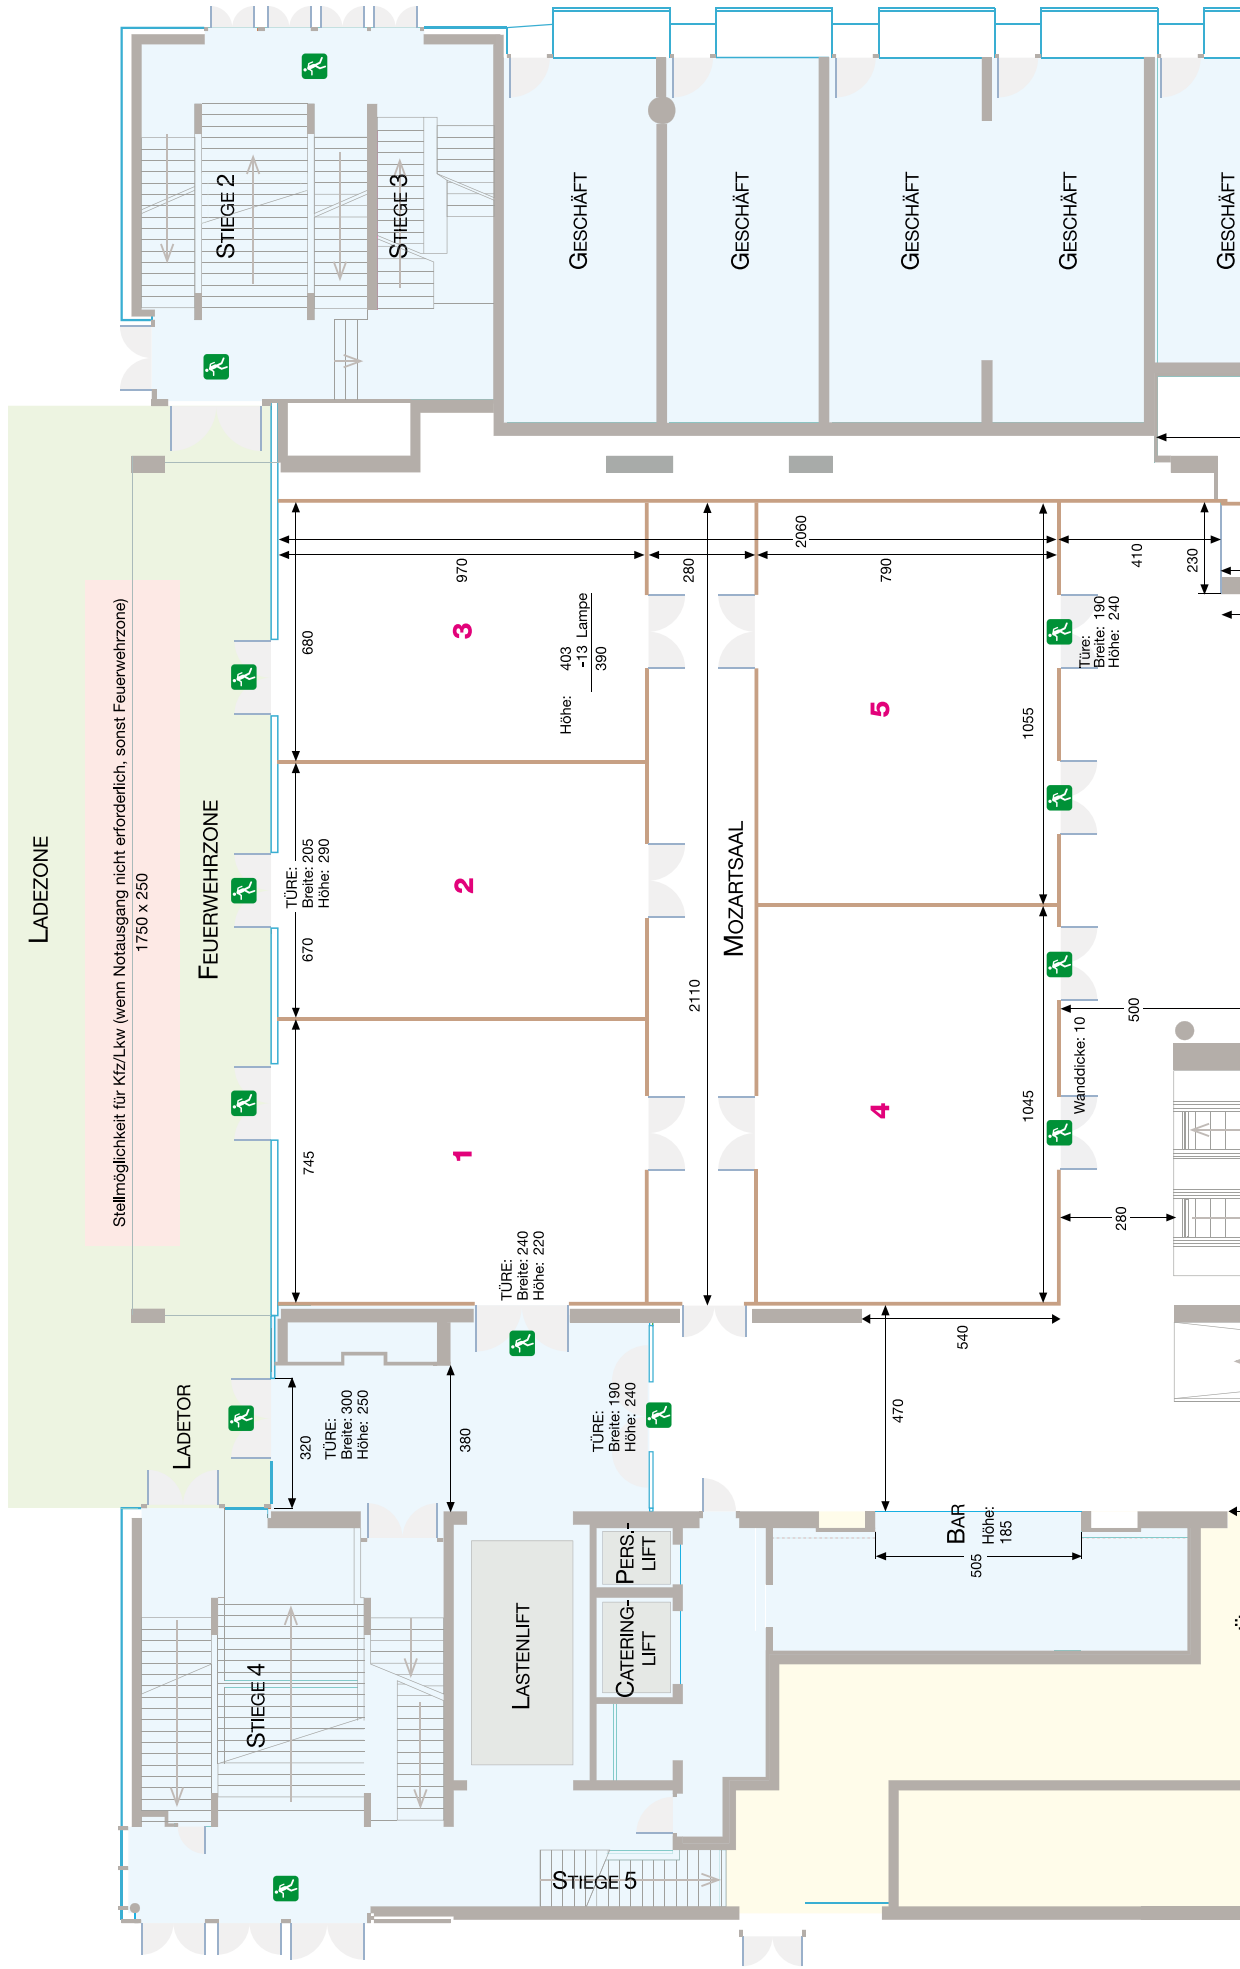 LADEZONE
Stellmöglichkeit für Kfz/Lkw (wenn Notausgang nicht erforderlich, sonst Feuerwehrzone)
1750 x 250
FEUERWEHRZONE
LADETOR
STIEGE 2
STIEGE 3
GESCHÄFT
GESCHÄFT
GESCHÄFT
GESCHÄFT
GESCHÄFT
680
970
2060
280
790
410
230
3
Höhe:
403
-13 Lampe
390
TÜRE:
Breite: 205
Höhe: 290
670
2
2110
MOZARTSAAL
5
1055
Türe:
Breite: 190
Höhe: 240
745
1
4
1045
Wanddicke: 10
500
280
TÜRE:
Breite: 240
Höhe: 220
540
470
320
TÜRE:
Breite: 300
Höhe: 250
380
TÜRE:
Breite: 190
Höhe: 240
BAR
Höhe:
185
505
STIEGE 4
LASTENLIFT
PERS.-
LIFT
CATERING-
LIFT
STIEGE 5